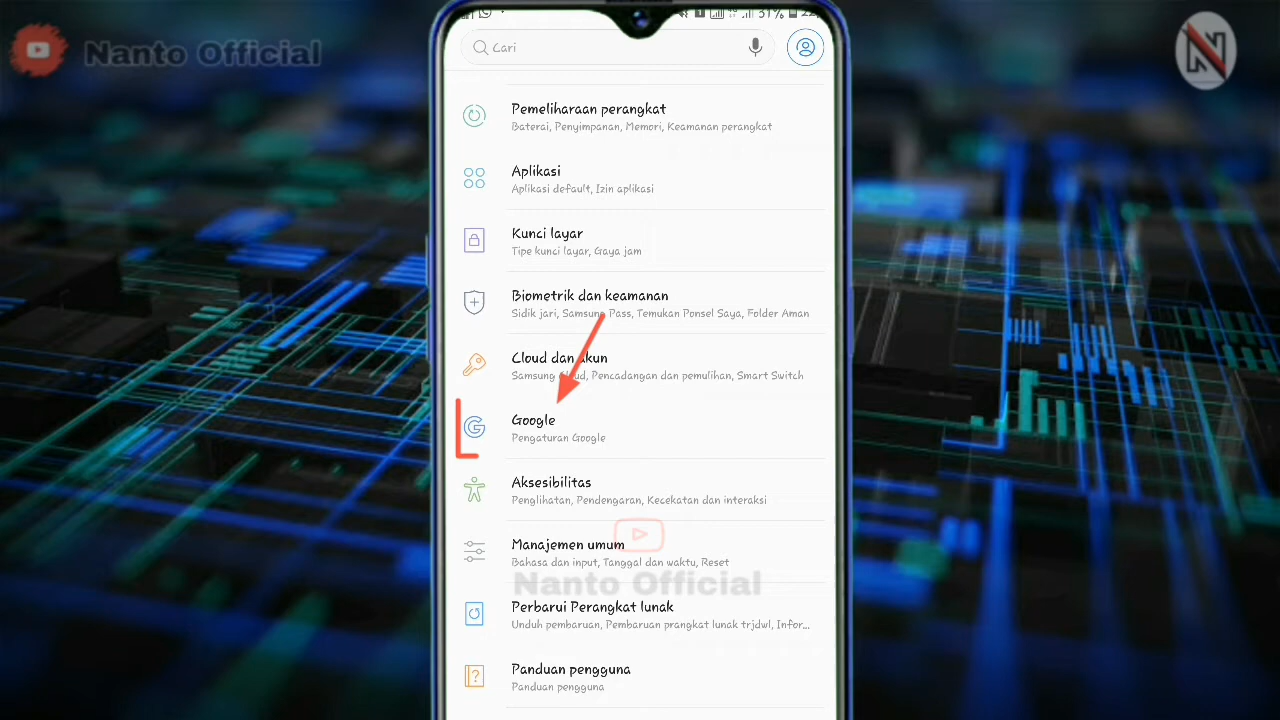 Nanto Official
31%
Cari
Pemeliharaan perangkat
Baterai, Penyimpanan, Memori, Keamanan perangkat
Aplikasi
Aplikasi default, Izin aplikasi
Kunci layar
Tipe kunci layar, Gaya jam
Biometrik dan keamanan
Sidik jari, Samsung Pass, Temukan Ponsel Saya, Folder Aman
Cloud dan akun
Samsung Cloud, Pencadangan dan pemulihan, Smart Switch
Google
Pengaturan Google
Aksesibilitas
Penglihatan, Pendengaran, Kecekatan dan interaksi
Manajemen umum
Bahasa dan input, Tanggal dan waktu, Reset
Nanto Official
Perbarui Perangkat lunak
Unduh pembaruan, Pembaruan prangkat lunak trjdwl, Infor...
Panduan pengguna
Panduan pengguna